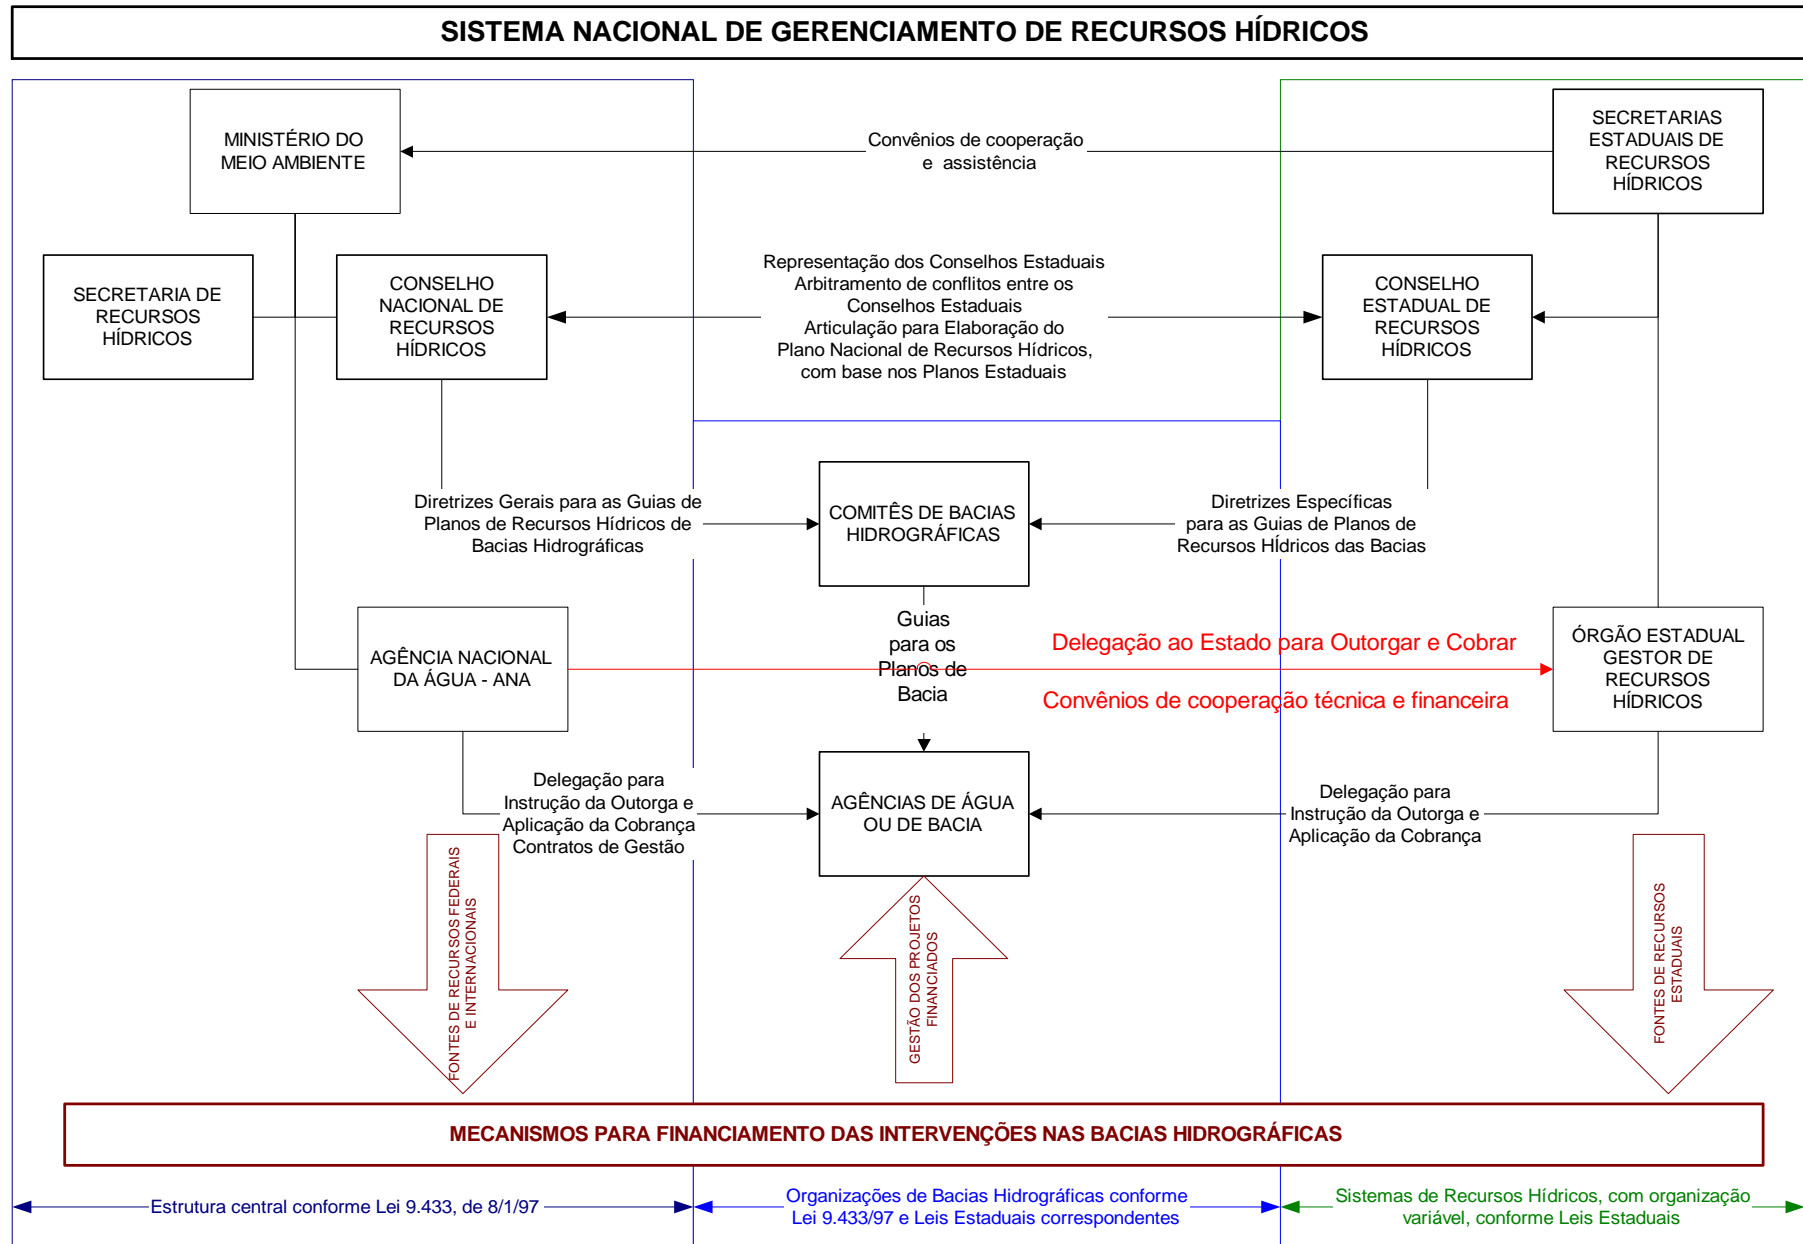 SISTEMA NACIONAL DE GERENCIAMENTO DE RECURSOS HÍDRICOS
MINISTÉRIO DO
MEIO AMBIENTE
Convênios de cooperação
e assistência
SECRETARIAS
ESTADUAIS DE
RECURSOS
HÍDRICOS
SECRETARIA DE
RECURSOS
HÍDRICOS
CONSELHO
NACIONAL DE
RECURSOS
HÍDRICOS
Representação dos Conselhos Estaduais
Arbitramento de conflitos entre os
Conselhos Estaduais
Articulação para Elaboração do
Plano Nacional de Recursos Hídricos,
com base nos Planos Estaduais
CONSELHO
ESTADUAL DE
RECURSOS
HÍDRICOS
Diretrizes Gerais para as Guias de
Planos de Recursos Hídricos de
Bacias Hidrográficas
COMITÊS DE BACIAS
HIDROGRÁFICAS
Diretrizes Específicas
para as Guias de Planos de
Recursos HÍdricos das Bacias
AGÊNCIA NACIONAL
DA ÁGUA - ANA
Guias
para os
Planos de
Bacia
Delegação ao Estado para Outorgar e Cobrar
Convênios de cooperação técnica e financeira
ÓRGÃO ESTADUAL
GESTOR DE
RECURSOS
HÍDRICOS
Delegação para
Instrução da Outorga e
Aplicação da Cobrança
Contratos de Gestão
AGÊNCIAS DE ÁGUA
OU DE BACIA
Delegação para
Instrução da Outorga e
Aplicação da Cobrança
FONTES DE RECURSOS FEDERAIS
E INTERNACIONAIS
GESTÃO DOS PROJETOS
FINANCIADOS
FONTES DE RECURSOS
ESTADUAIS
MECANISMOS PARA FINANCIAMENTO DAS INTERVENÇÕES NAS BACIAS HIDROGRÁFICAS
Estrutura central conforme Lei 9.433, de 8/1/97
Organizações de Bacias Hidrográficas conforme
Lei 9.433/97 e Leis Estaduais correspondentes
Sistemas de Recursos Hídricos, com organização
variável, conforme Leis Estaduais